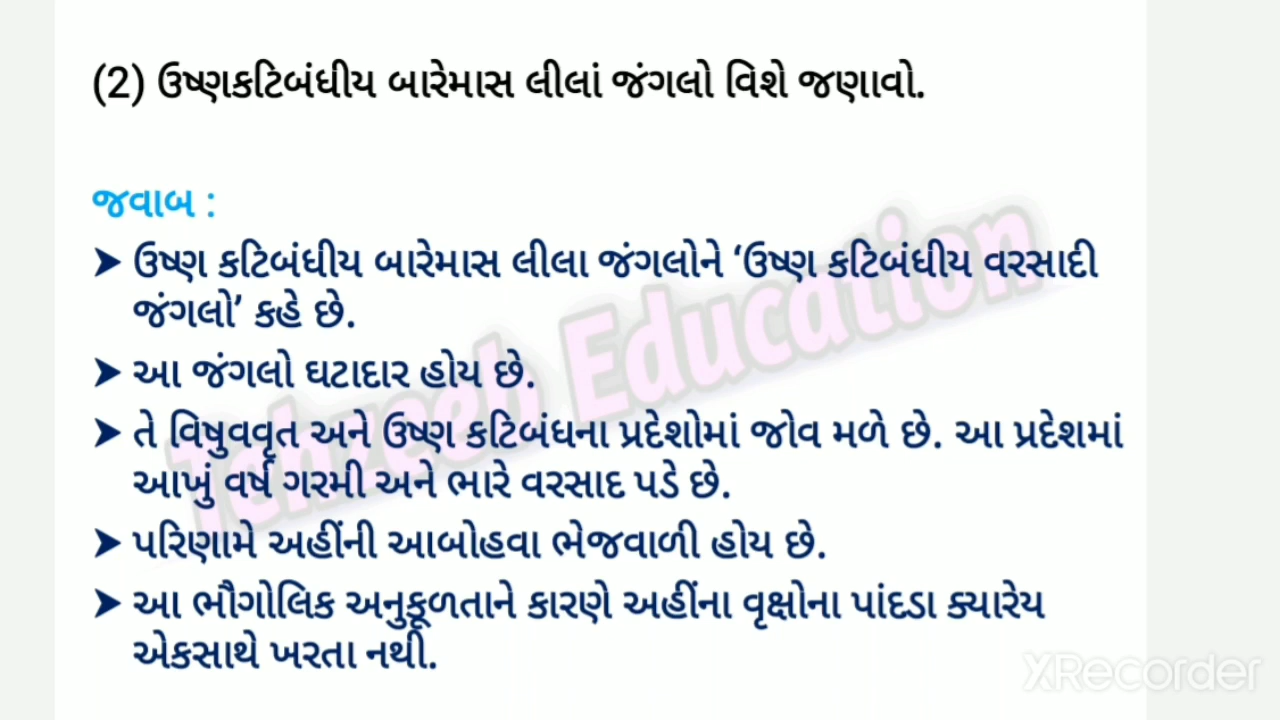 (2) ઉષ્ણકટિબંધીય બારેમાસ લીલાં જંગલો વિશે જણાવો.
જવાબ :
➤ ઉષ્ણ કટિબંધીય બારેમાસ લીલા જંગલોને ‘ઉષ્ણ કટિબંધીય વરસાદી
જંગલો’ કહે છે.
➤ આ જંગલો ઘટાદાર હોય છે.
➤ તે વિષુવવૃત અને ઉષ્ણ કટિબંધના પ્રદેશોમાં જોવ મળે છે. આ પ્રદેશમાં
આખું વર્ષ ગરમી અને ભારે વરસાદ પડે છે.
➤ પરિણામે અહીંની આબોહવા ભેજવાળી હોય છે.
➤ આ ભૌગોલિક અનુકૂળતાને કારણે અહીંના વૃક્ષોના પાંદડા ક્યારેય
એકસાથે ખરતા નથી.
Tehzeeb Education
XRecorder